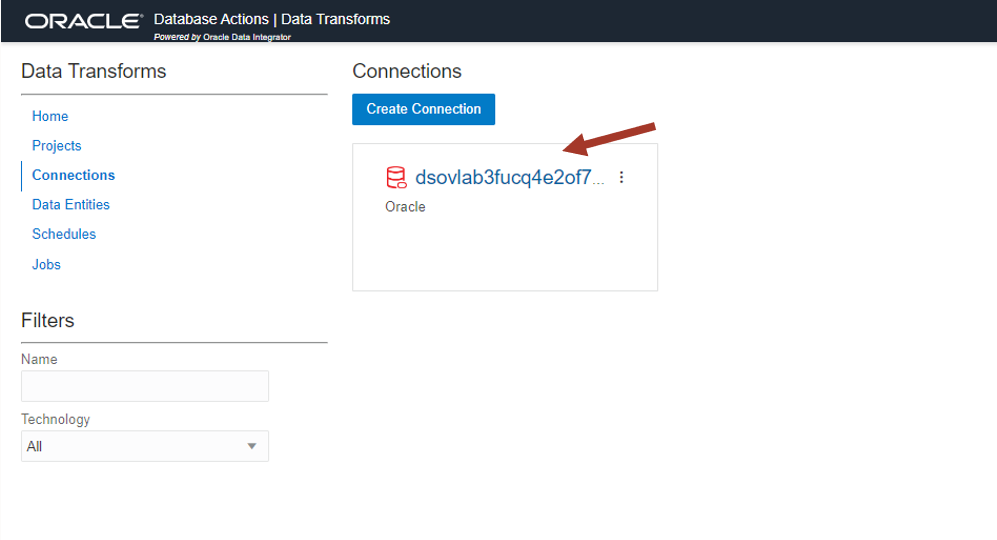 ORACLE Database Actions | Data Transforms
Powered by Oracle Data Integrator
Data Transforms
Home
Projects
Connections
Data Entities
Schedules
Jobs
Filters
Name
Technology
All
Connections
Create Connection
dsovlab3fucq4e2of7...
Oracle